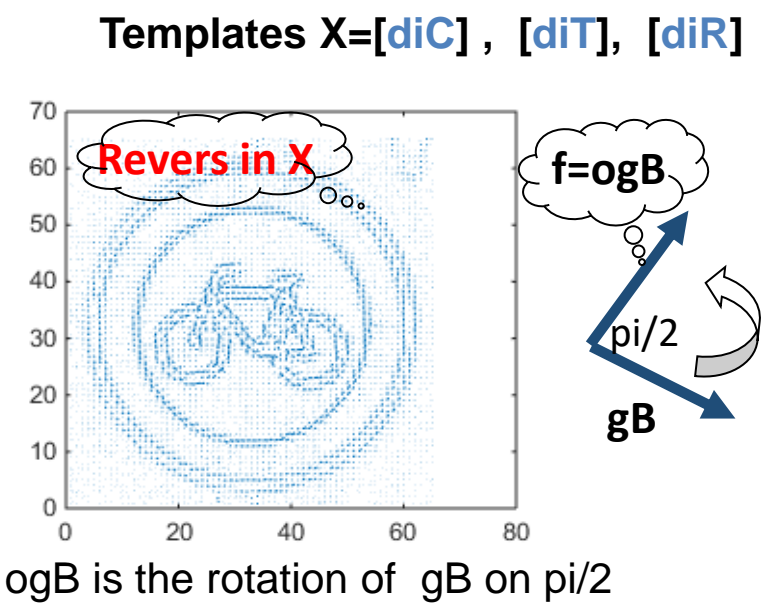 Templates X=[diC] , [diT], [diR]
70
60
50
40
30
20
10
0
0 20 40 60 80
Revers in X
f=ogB
pi/2
gB
ogB is the rotation of gB on pi/2